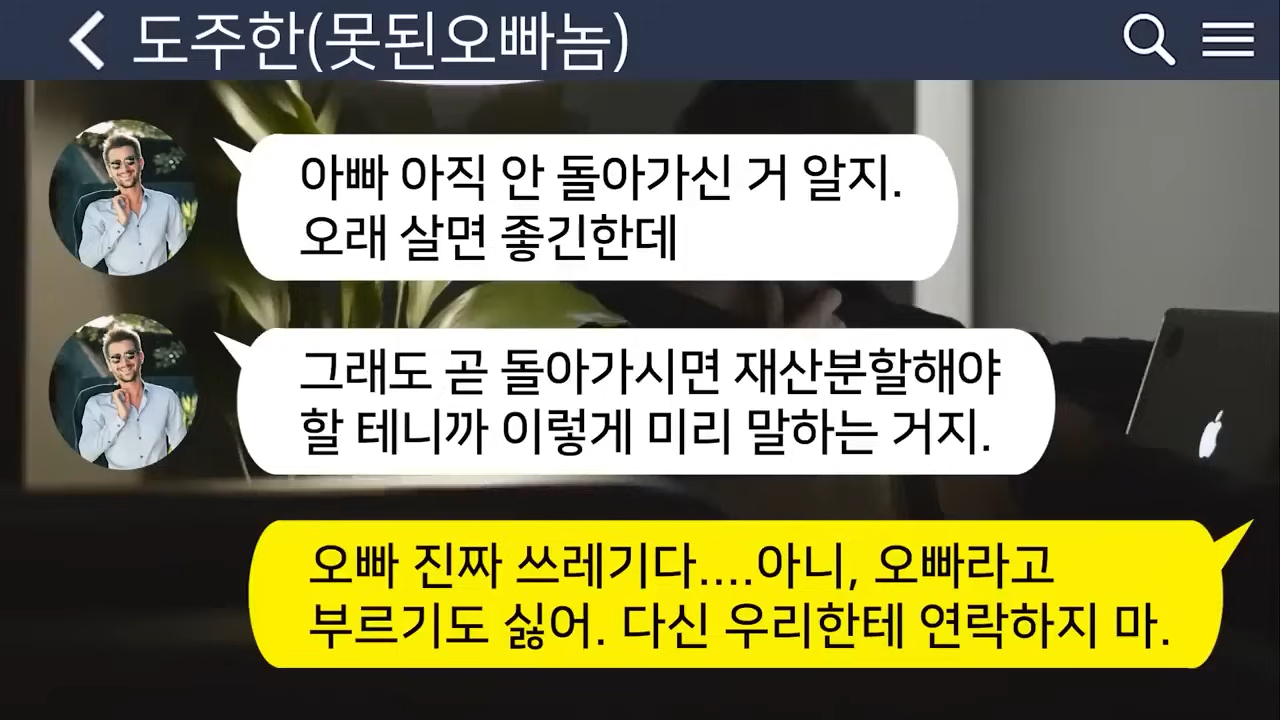 도주한(못된오빠놈)
아빠 아직 안 돌아가신 거 알지.
오래 살면 좋긴한데
그래도 곧 돌아가시면 재산분할해야
할 테니까 이렇게 미리 말하는 거지.
오빠 진짜 쓰레기다....아니, 오빠라고
부르기도 싫어. 다신 우리한테 연락하지 마.